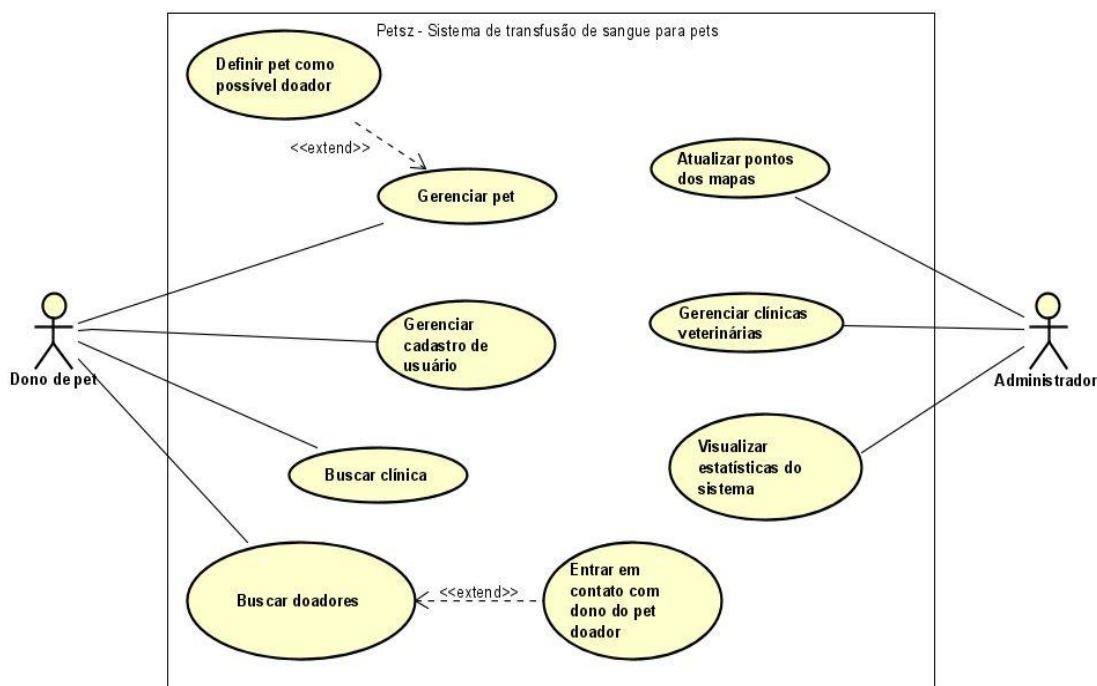 Petsz - Sistema de transfusão de sangue para pets
Definir pet como
possível doador
<<extend>>
Gerenciar pet
Atualizar pontos
dos mapas
Gerenciar
cadastro de
usuário
Gerenciar clínicas
veterinárias
Dono de pet
Administrador
Buscar clínica
Visualizar
estatísticas do
sistema
Buscar doadores
<<extend>>
Entrar em
contato com
dono do pet
doador